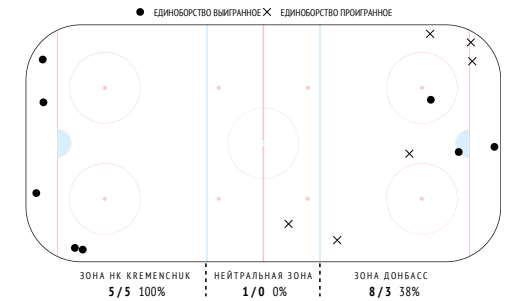 ЕДИНОБОРСТВО ВЫИГРАННОЕ ЕДИНОБОРСТВО ПРОИГРАННОЕ
ЗОНА НК KREMENCHUK НЕЙТРАЛЬНАЯ ЗОНА ЗОНА ДОНБАСС
5/5 100% 1/0 0% 8/3 38%